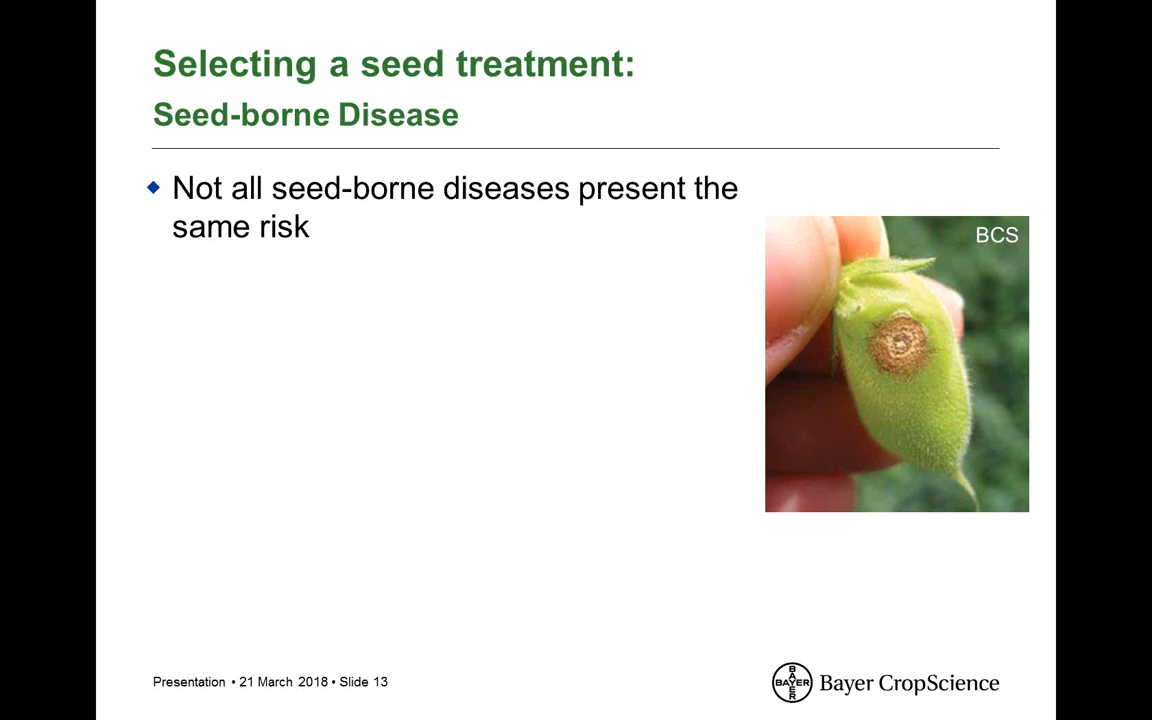 Selecting a seed treatment:
Seed-borne Disease
Not all seed-borne diseases present the
same risk
BCS
Presentation • 21 March 2018 • Slide 13
BAYER
BAYER
Bayer CropScience